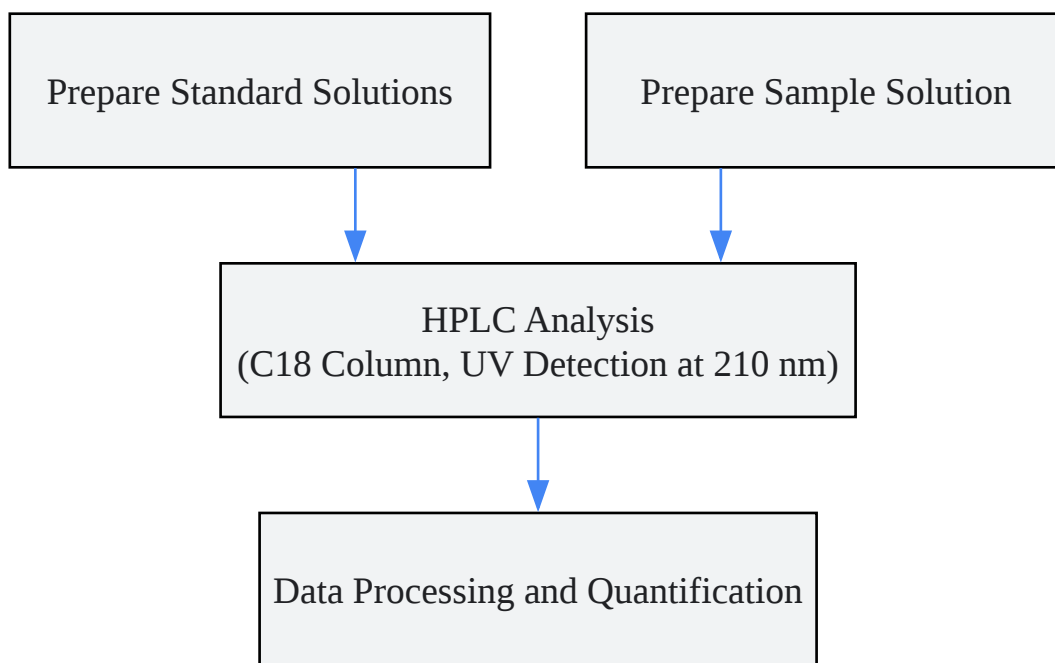 Prepare Standard Solutions
Prepare Sample Solution
HPLC Analysis
(C18 Column, UV Detection at 210 nm)
Data Processing and Quantification